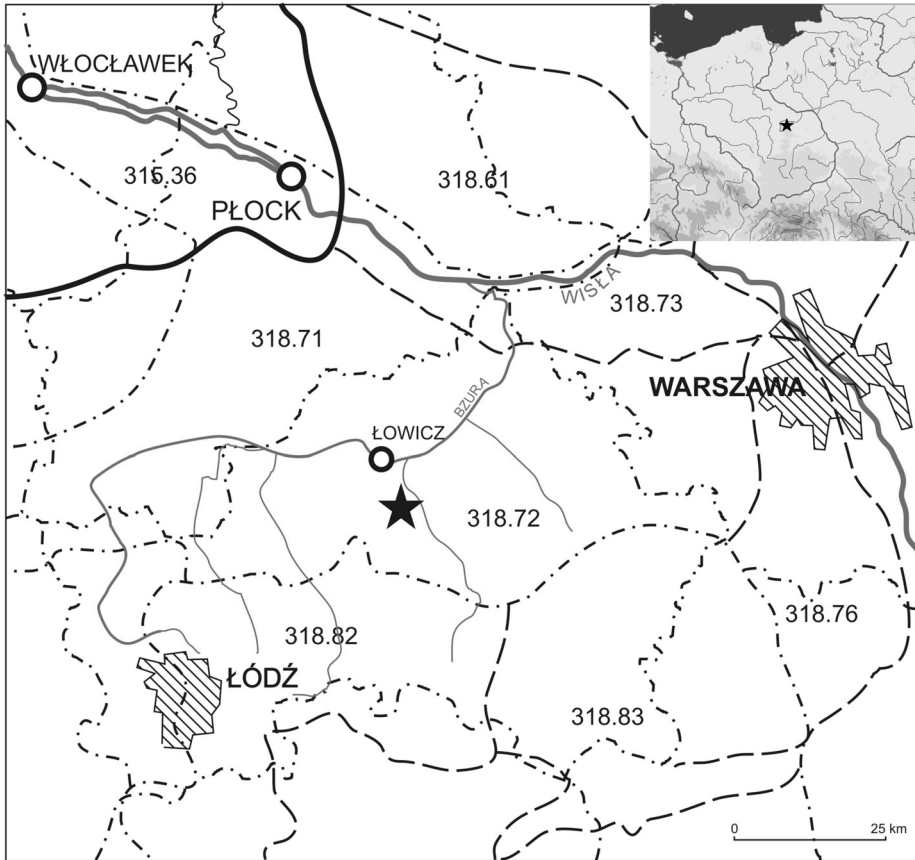 WŁOCŁAWEK
315.36
318.61
PŁOCK
WISŁA
318.73
318.71
WARSZAWA
BZURA
ŁOWICZ
318.72
318.76
318.82
ŁÓDŹ
318.83
0 25 km